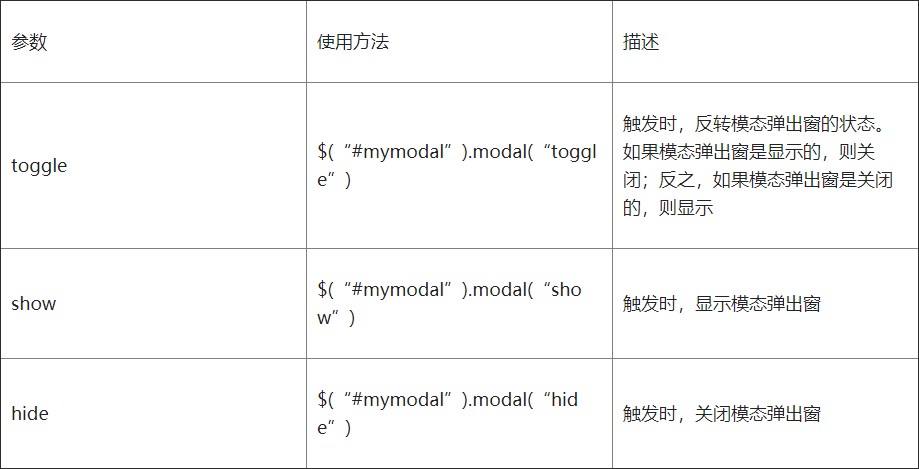 参数
使用方法
描述
toggle
$(“#mymodal”).modal(“toggl
e”)
触发时，反转模态弹出窗的状态。
如果模态弹出窗是显示的，则关
闭；反之，如果模态弹出窗是关闭
的，则显示
show
$(“#mymodal”).modal(“sho
w”)
触发时，显示模态弹出窗
hide
$(“#mymodal”).modal(“hid
e”)
触发时，关闭模态弹出窗